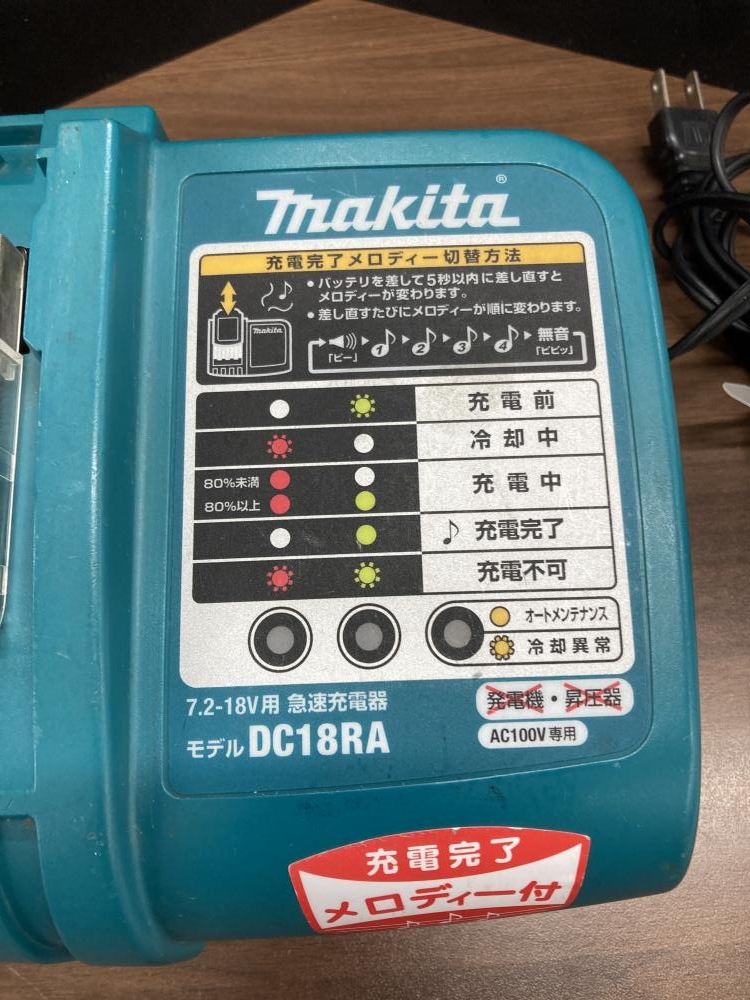 makita®
充電完了メロディー切替方法
•バッテリを差して5秒以内に差し直すと
メロディーが変わります。
•差し直すたびにメロディーが順に変わります。
makita
「ピー」 1 2 3 4 無音
「ピピッ」
充電前
冷却中
80%未満
80%以上
充電中
♪ 充電完了
充電不可
オートメンテナンス
冷却異常
7.2-18V用 急速充電器
モデル DC18RA
発電機・昇圧器
AC100V専用
充電完了
メロディー付